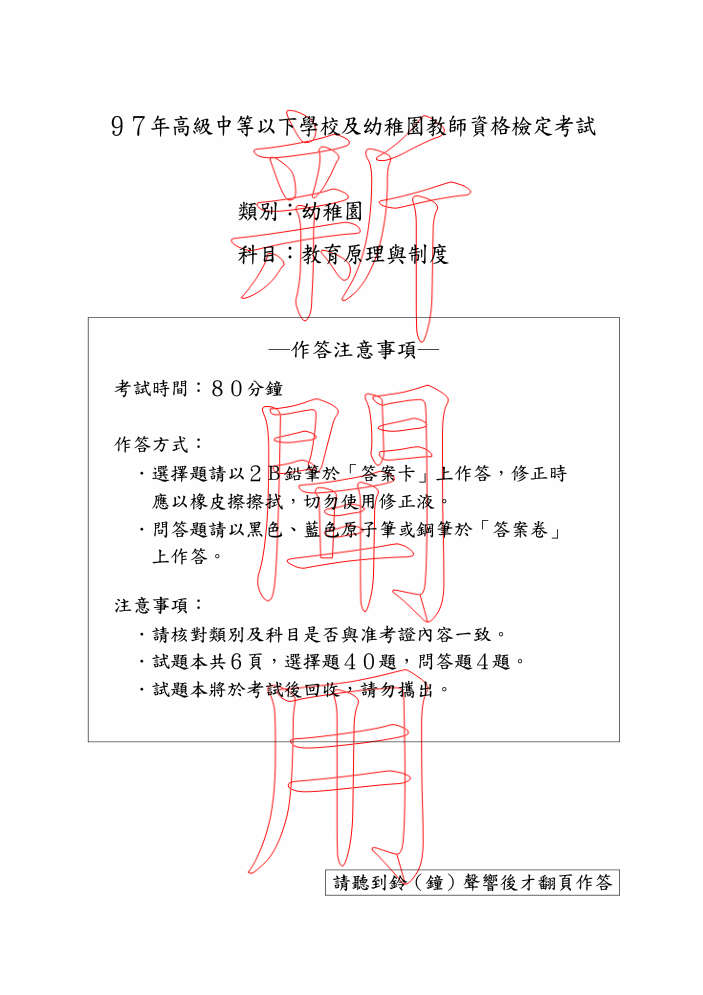 97年高級中等以下學校及幼稚園教師資格檢定考試
類別：幼稚園
科目：教育原理與制度
—作答注意事項—
考試時間：80分鐘
作答方式：
．選擇題請以2B鉛筆於「答案卡」上作答，修正時
應以橡皮擦擦拭，切勿使用修正液。
．問答題請以黑色、藍色原子筆或鋼筆於「答案卷」
上作答。
注意事項：
．請核對類別及科目是否與准考證內容一致。
．試題本共6頁，選擇題40題，問答題4題。
．試題本將於考試後回收，請勿攜出。
請聽到鈴（鐘）聲響後才翻頁作答
新聞用